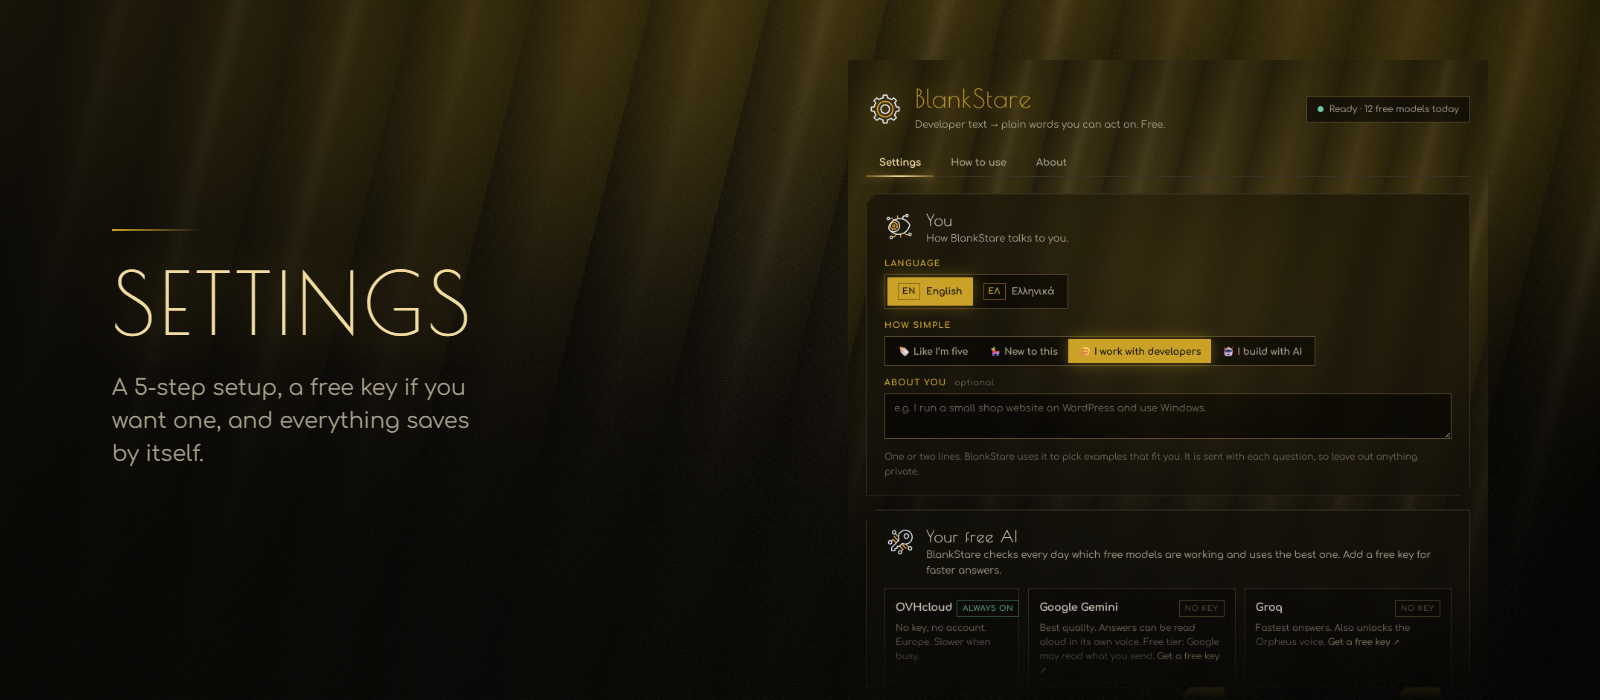 SETTINGS
A 5-step setup, a free key if you
want one, and everything saves
by itself.
BlankStare
Developer text → plain words you can act on. Free.
Ready · 12 free models today
Settings How to use About
You
How BlankStare talks to you.
LANGUAGE
EN English ΕΛ Ελληνικά
HOW SIMPLE
Like I'm five New to this I work with developers I build with AI
ABOUT YOU optional
e.g. I run a small shop website on WordPress and use Windows.
One or two lines. BlankStare uses it to pick examples that fit you. It is sent with each question, so leave out anything
private.
Your free AI
BlankStare checks every day which free models are working and uses the best one. Add a free key for
faster answers.
OVHcloud ALWAYS ON
No key, no account.
Europe. Slower when
busy.
Google Gemini NO KEY
Best quality. Answers can be read
aloud in its own voice. Free tier: Google
may read what you send. Get a free key
↗
Groq NO KEY
Fastest answers. Also unlocks the
Orpheus voice. Get a free key ↗